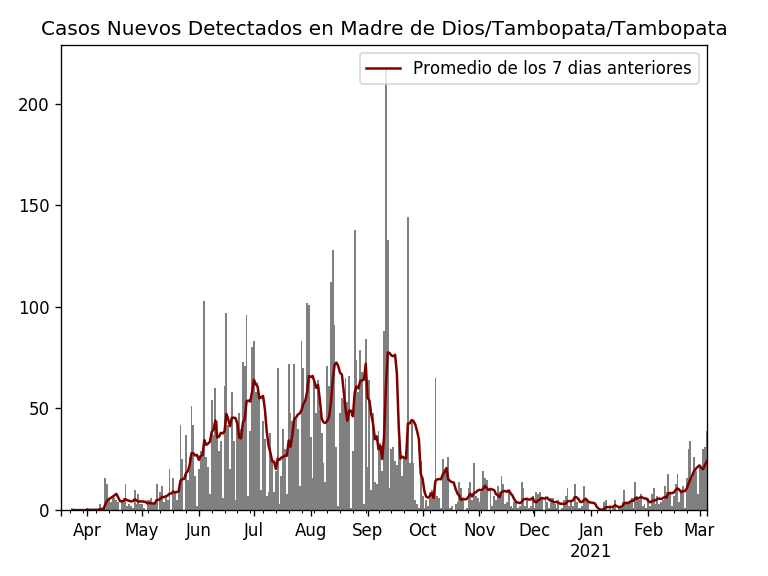 Casos Nuevos Detectados en Madre de Dios/Tambopata/Tambopata
Promedio de los 7 dias anteriores
200
150
100
50
0
Apr May Jun Jul Aug Sep Oct Nov Dec Jan Feb Mar
2021